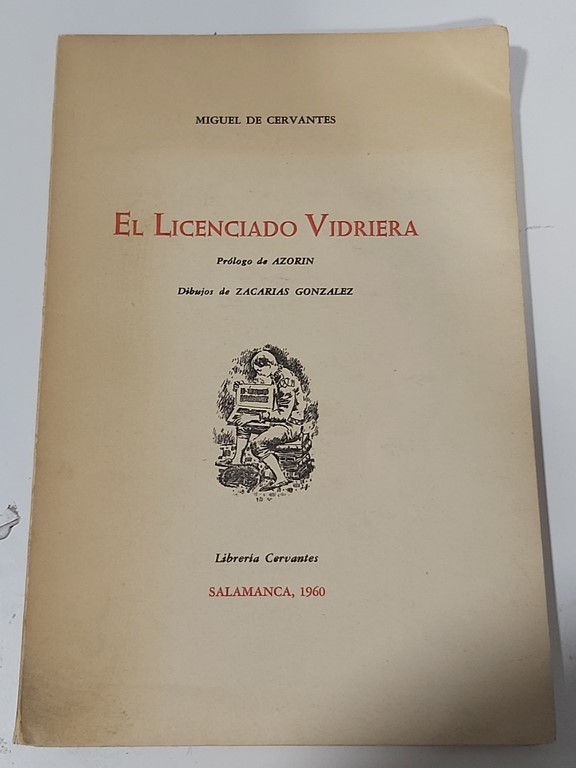 MIGUEL DE CERVANTES
EL LICENCIADO VIDRIERA
Prólogo de AZORIN
Dibujos de ZACARIAS GONZALEZ
Librería Cervantes
SALAMANCA, 1960